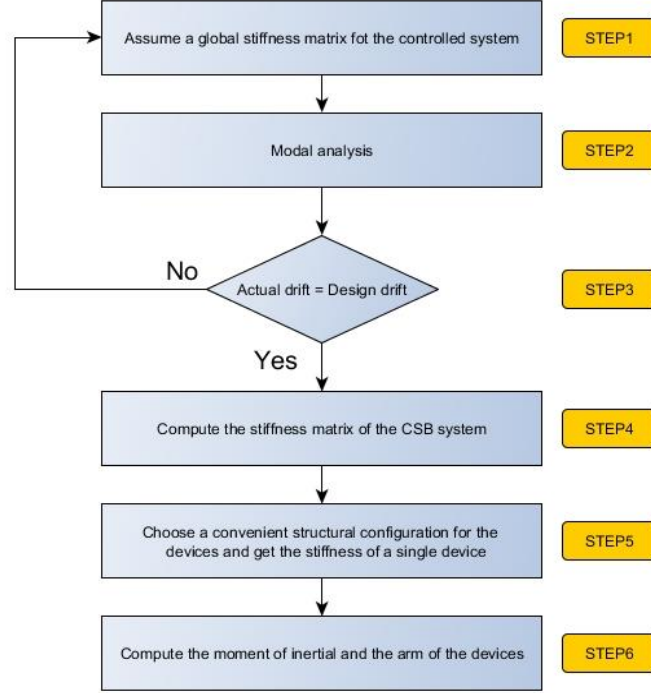 Assume a global stiffness matrix fot the controlled system
STEP1
Modal analysis
STEP2
No
Actual drift = Design drift
STEP3
Yes
Compute the stiffness matrix of the CSB system
STEP4
Choose a convenient structural configuration for the
devices and get the stiffness of a single device
STEP5
Compute the moment of inertial and the arm of the devices
STEP6